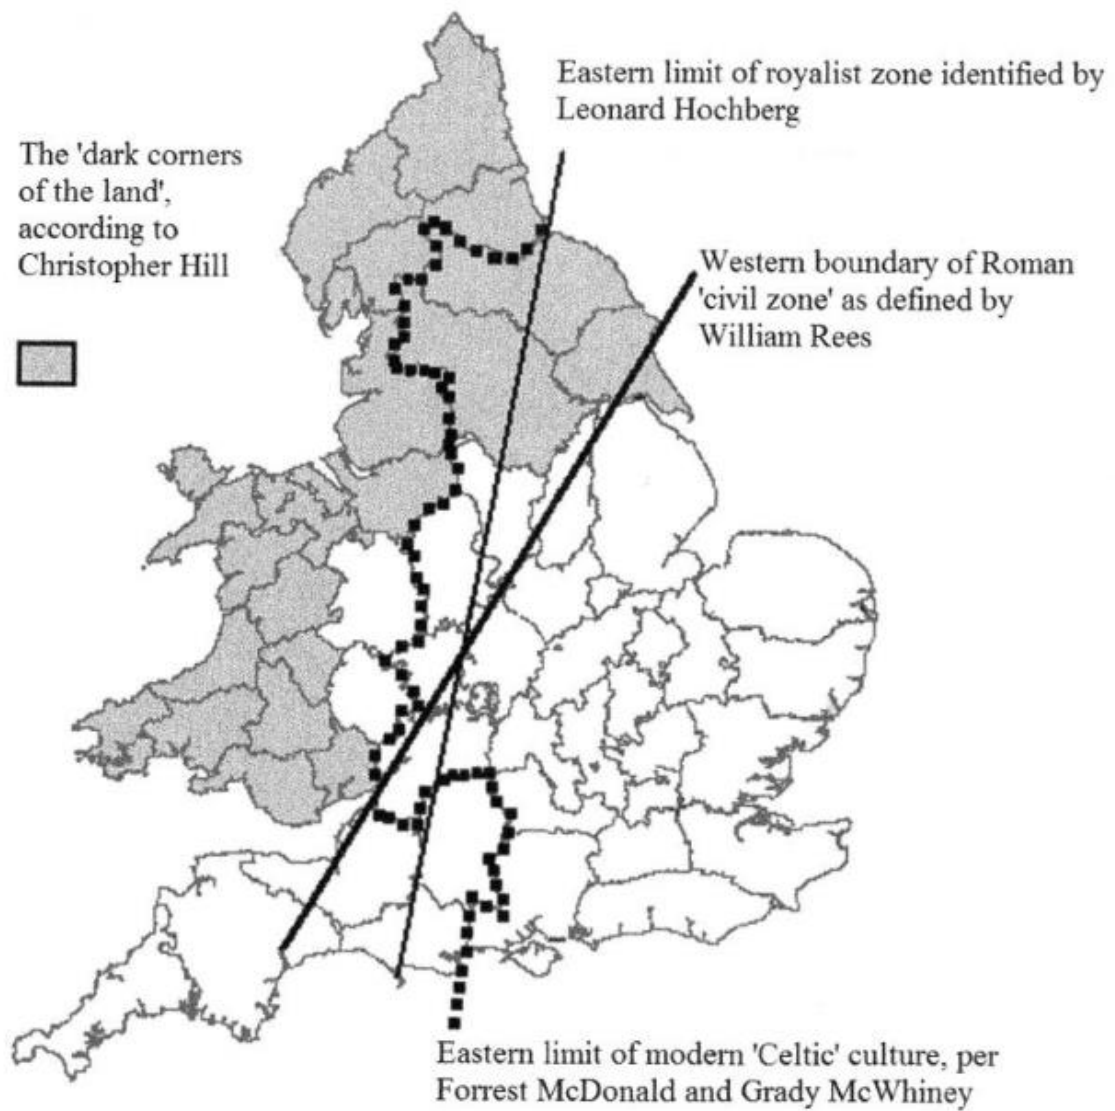 Eastern limit of royalist zone identified by
Leonard Hochberg
The 'dark corners
of the land',
according to
Christopher Hill
Western boundary of Roman
'civil zone' as defined by
William Rees
Eastern limit of modern 'Celtic' culture, per
Forrest McDonald and Grady McWhiney